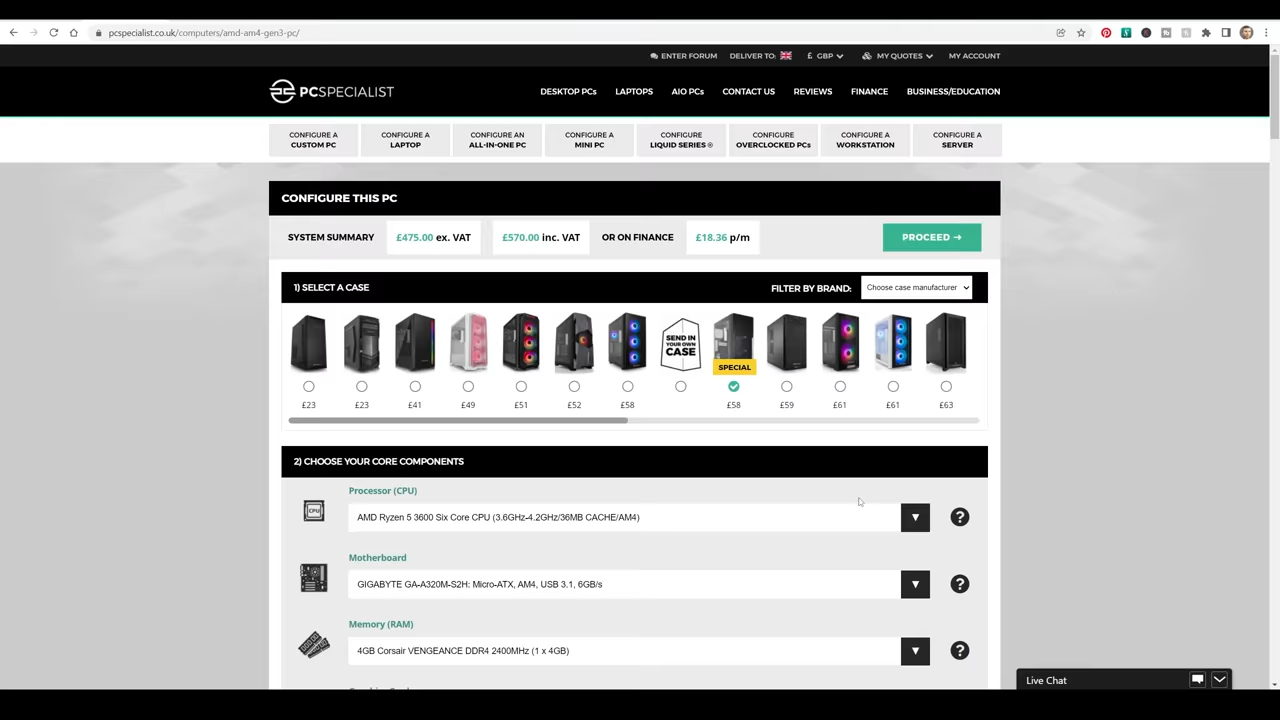 pcspecialist.co.uk/computers/amd-am4-gen3-pc/
ENTER FORUM DELIVER TO: £ GBP MY QUOTES MY ACCOUNT
PCSPECIALIST DESKTOP PCs LAPTOPS AIO PCs CONTACT US REVIEWS FINANCE BUSINESS/EDUCATION
CONFIGURE A CONFIGURE A CONFIGURE AN CONFIGURE A CONFIGURE CONFIGURE CONFIGURE A CONFIGURE A
CUSTOM PC LAPTOP ALL-IN-ONE PC MINI PC LIQUID SERIES ® OVERCLOCKED PCs WORKSTATION SERVER
CONFIGURE THIS PC
SYSTEM SUMMARY £475.00 ex. VAT £570.00 inc. VAT OR ON FINANCE £18.36 p/m PROCEED →
1) SELECT A CASE FILTER BY BRAND: Choose case manufacturer
SEND IN
YOUR OWN
CASE
SPECIAL
£23 £23 £41 £49 £51 £52 £58 £58 £59 £61 £61 £63
2) CHOOSE YOUR CORE COMPONENTS
Processor (CPU)
CPU AMD Ryzen 5 3600 Six Core CPU (3.6GHz-4.2GHz/36MB CACHE/AM4) ?
Motherboard
GIGABYTE GA-A320M-S2H: Micro-ATX, AM4, USB 3.1, 6GB/s ?
Memory (RAM)
4GB Corsair VENGEANCE DDR4 2400MHz (1 x 4GB) ?
Live Chat